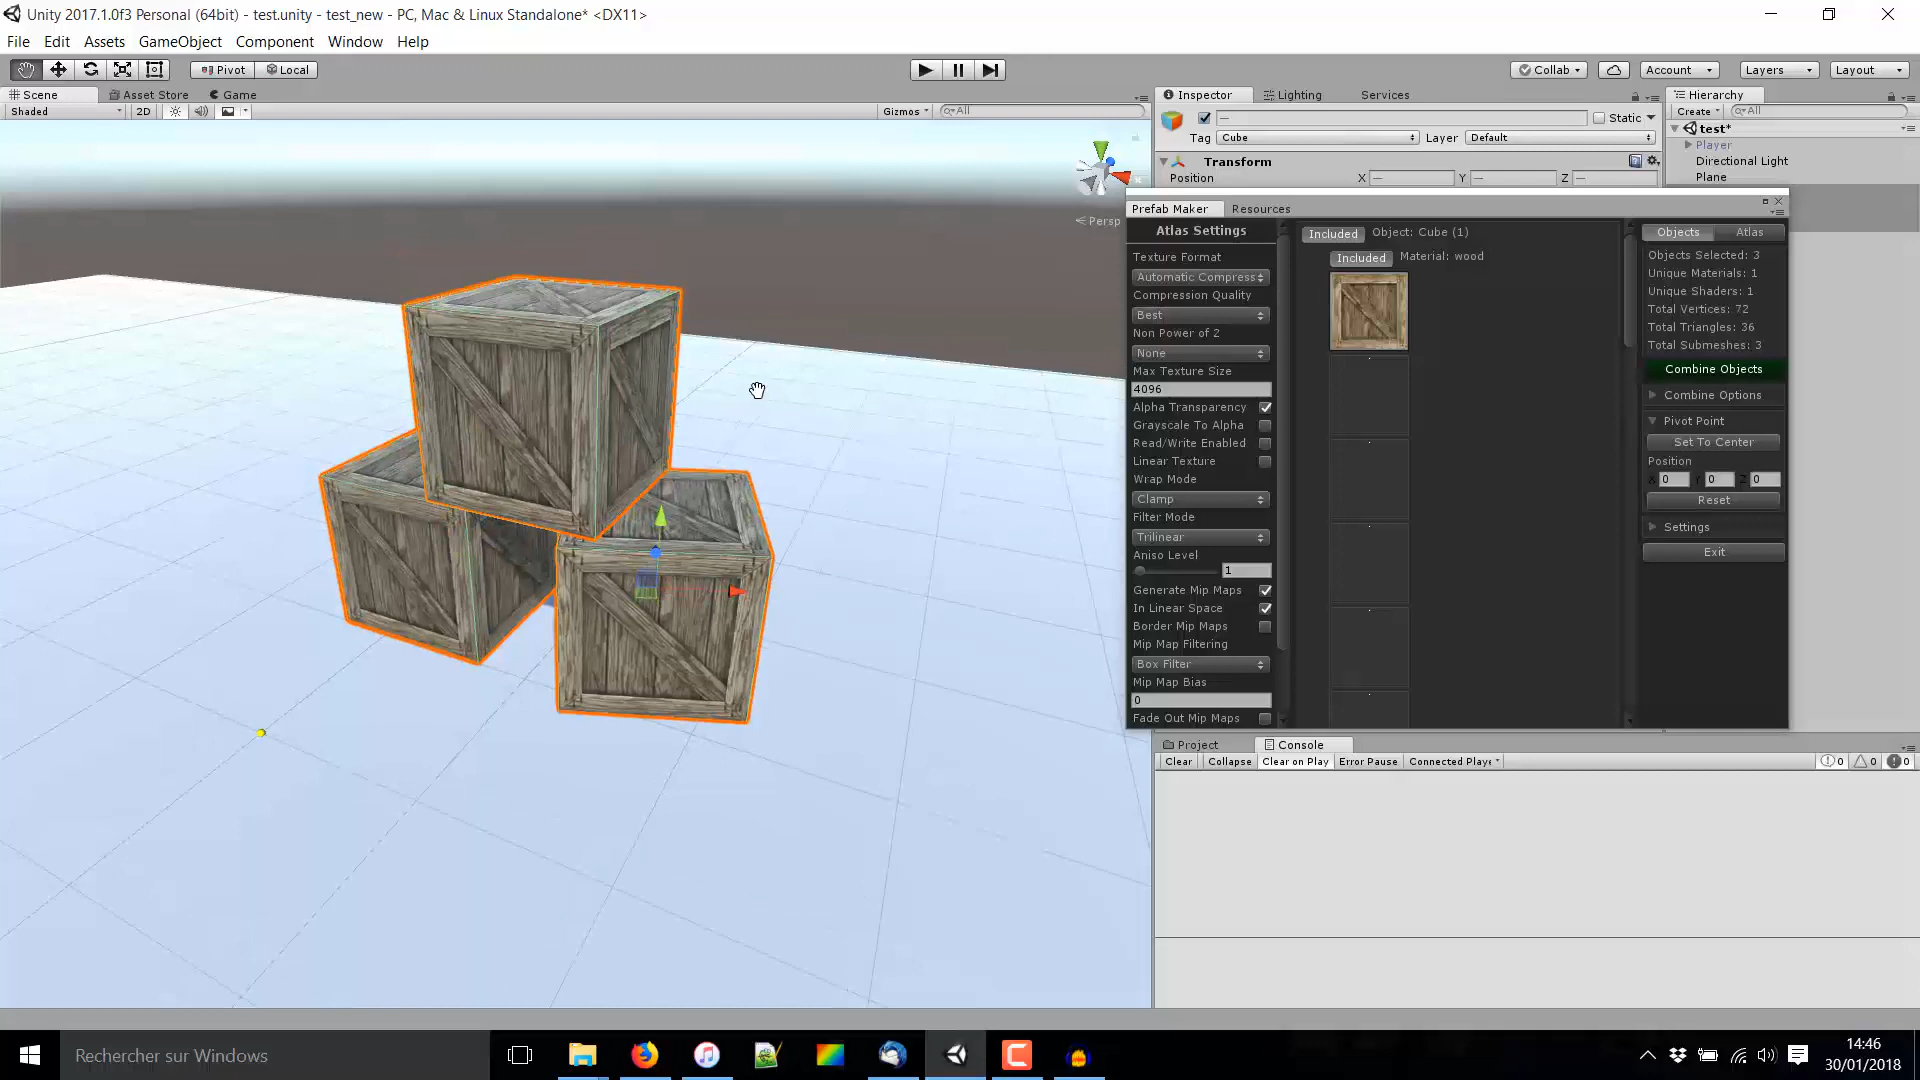 Unity 2017.1.0f3 Personal (64bit) - test.unity - test_new - PC, Mac & Linux Standalone* <DX11>
File Edit Assets GameObject Component Window Help
Pivot Local Collab Account Layers Layout
Scene Asset Store Game
Shaded 2D Gizmos All
Persp
Inspector Lighting Services
— Static
Tag Cube Layer Default
Transform
Position X — Y — Z —
Hierarchy
Create All
test*
Player
Directional Light
Plane
Prefab Maker Resources
Atlas Settings
Texture Format
Automatic Compress
Compression Quality
Best
Non Power of 2
None
Max Texture Size
4096
Alpha Transparency
Grayscale To Alpha
Read/Write Enabled
Linear Texture
Wrap Mode
Clamp
Filter Mode
Trilinear
Aniso Level
1
Generate Mip Maps
In Linear Space
Border Mip Maps
Mip Map Filtering
Box Filter
Mip Map Bias
0
Fade Out Mip Maps
Included Object: Cube (1)
Included Material: wood
Objects Atlas
Objects Selected: 3
Unique Materials: 1
Unique Shaders: 1
Total Vertices: 72
Total Triangles: 36
Total Submeshes: 3
Combine Objects
Combine Options
Pivot Point
Set To Center
Position
X 0 Y 0 Z 0
Reset
Settings
Exit
Project Console
Clear Collapse Clear on Play Error Pause Connected Playe 0 0 0
Rechercher sur Windows
14:46
30/01/2018